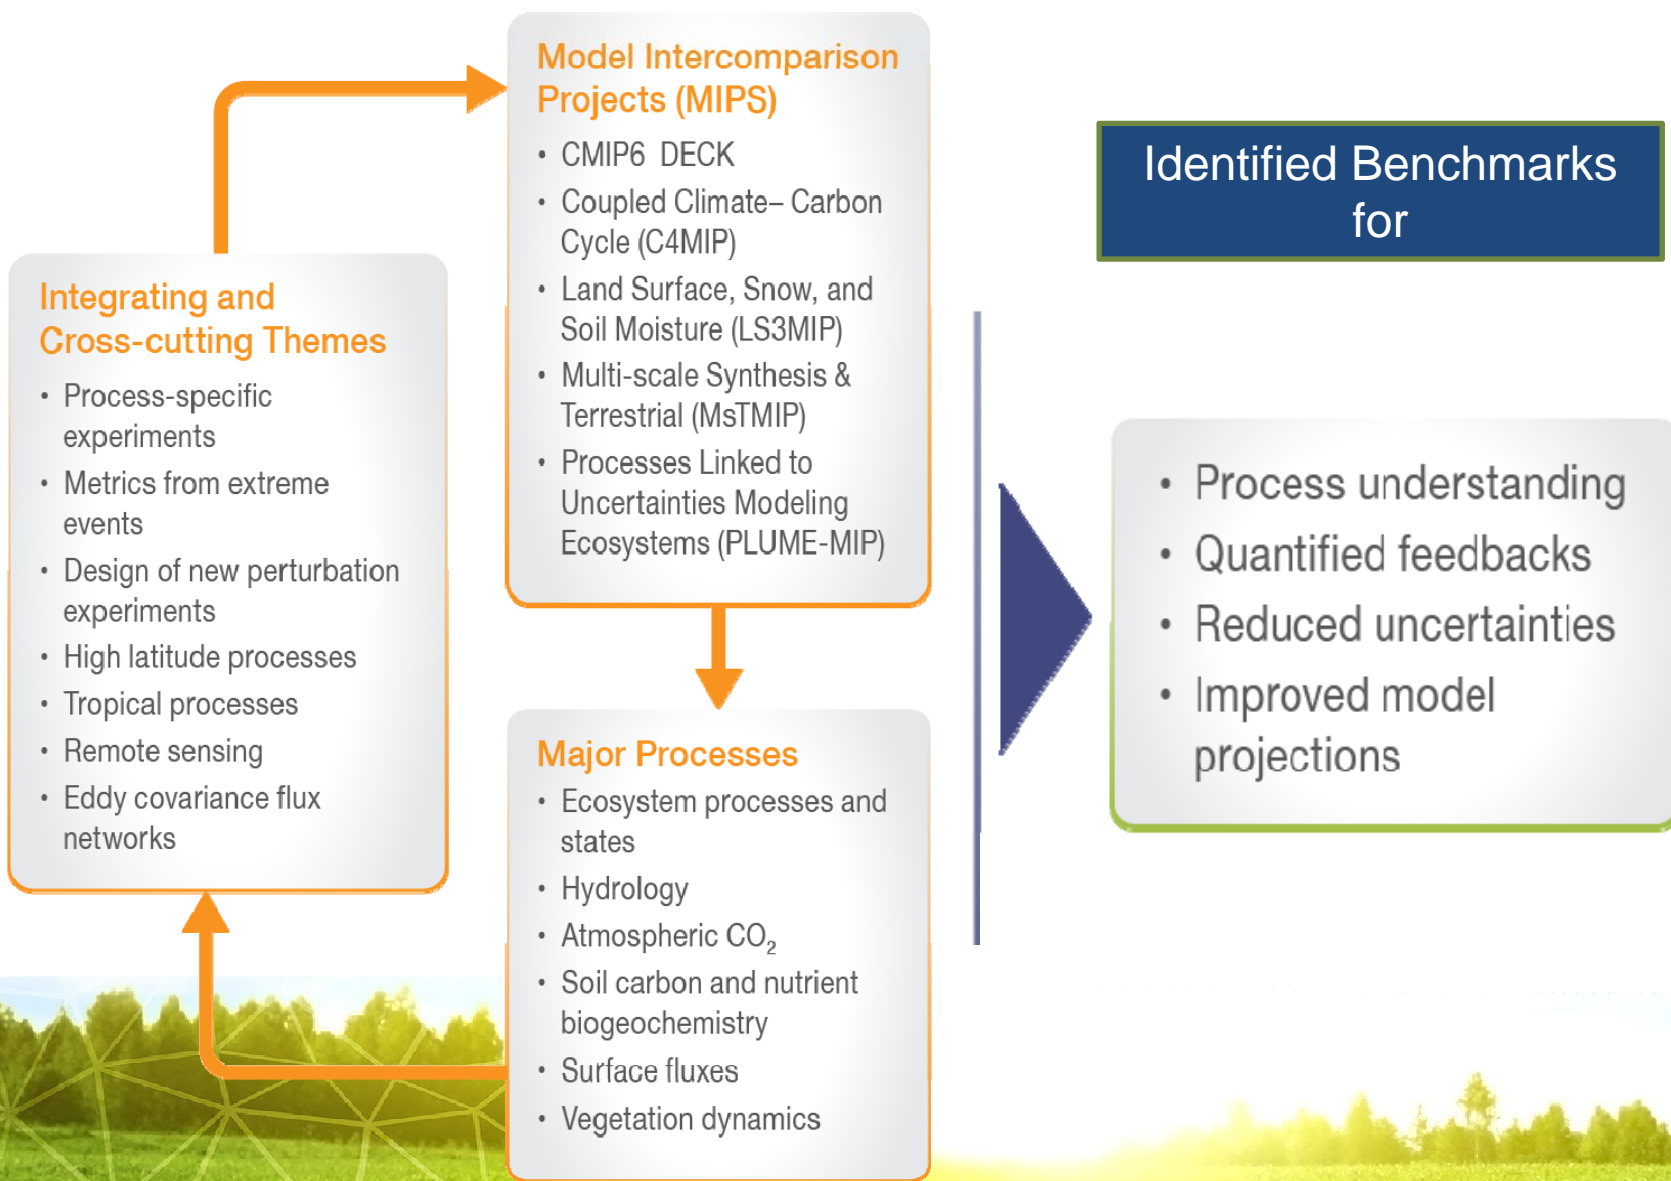 Model Intercomparison
Projects (MIPS)
• CMIP6 DECK
• Coupled Climate– Carbon
Cycle (C4MIP)
• Land Surface, Snow, and
Soil Moisture (LS3MIP)
• Multi-scale Synthesis &
Terrestrial (MsTMIP)
• Processes Linked to
Uncertainties Modeling
Ecosystems (PLUME-MIP)
Integrating and
Cross-cutting Themes
• Process-specific
experiments
• Metrics from extreme
events
• Design of new perturbation
experiments
• High latitude processes
• Tropical processes
• Remote sensing
• Eddy covariance flux
networks
Major Processes
• Ecosystem processes and
states
• Hydrology
• Atmospheric CO₂
• Soil carbon and nutrient
biogeochemistry
• Surface fluxes
• Vegetation dynamics
Identified Benchmarks
for
• Process understanding
• Quantified feedbacks
• Reduced uncertainties
• Improved model
projections